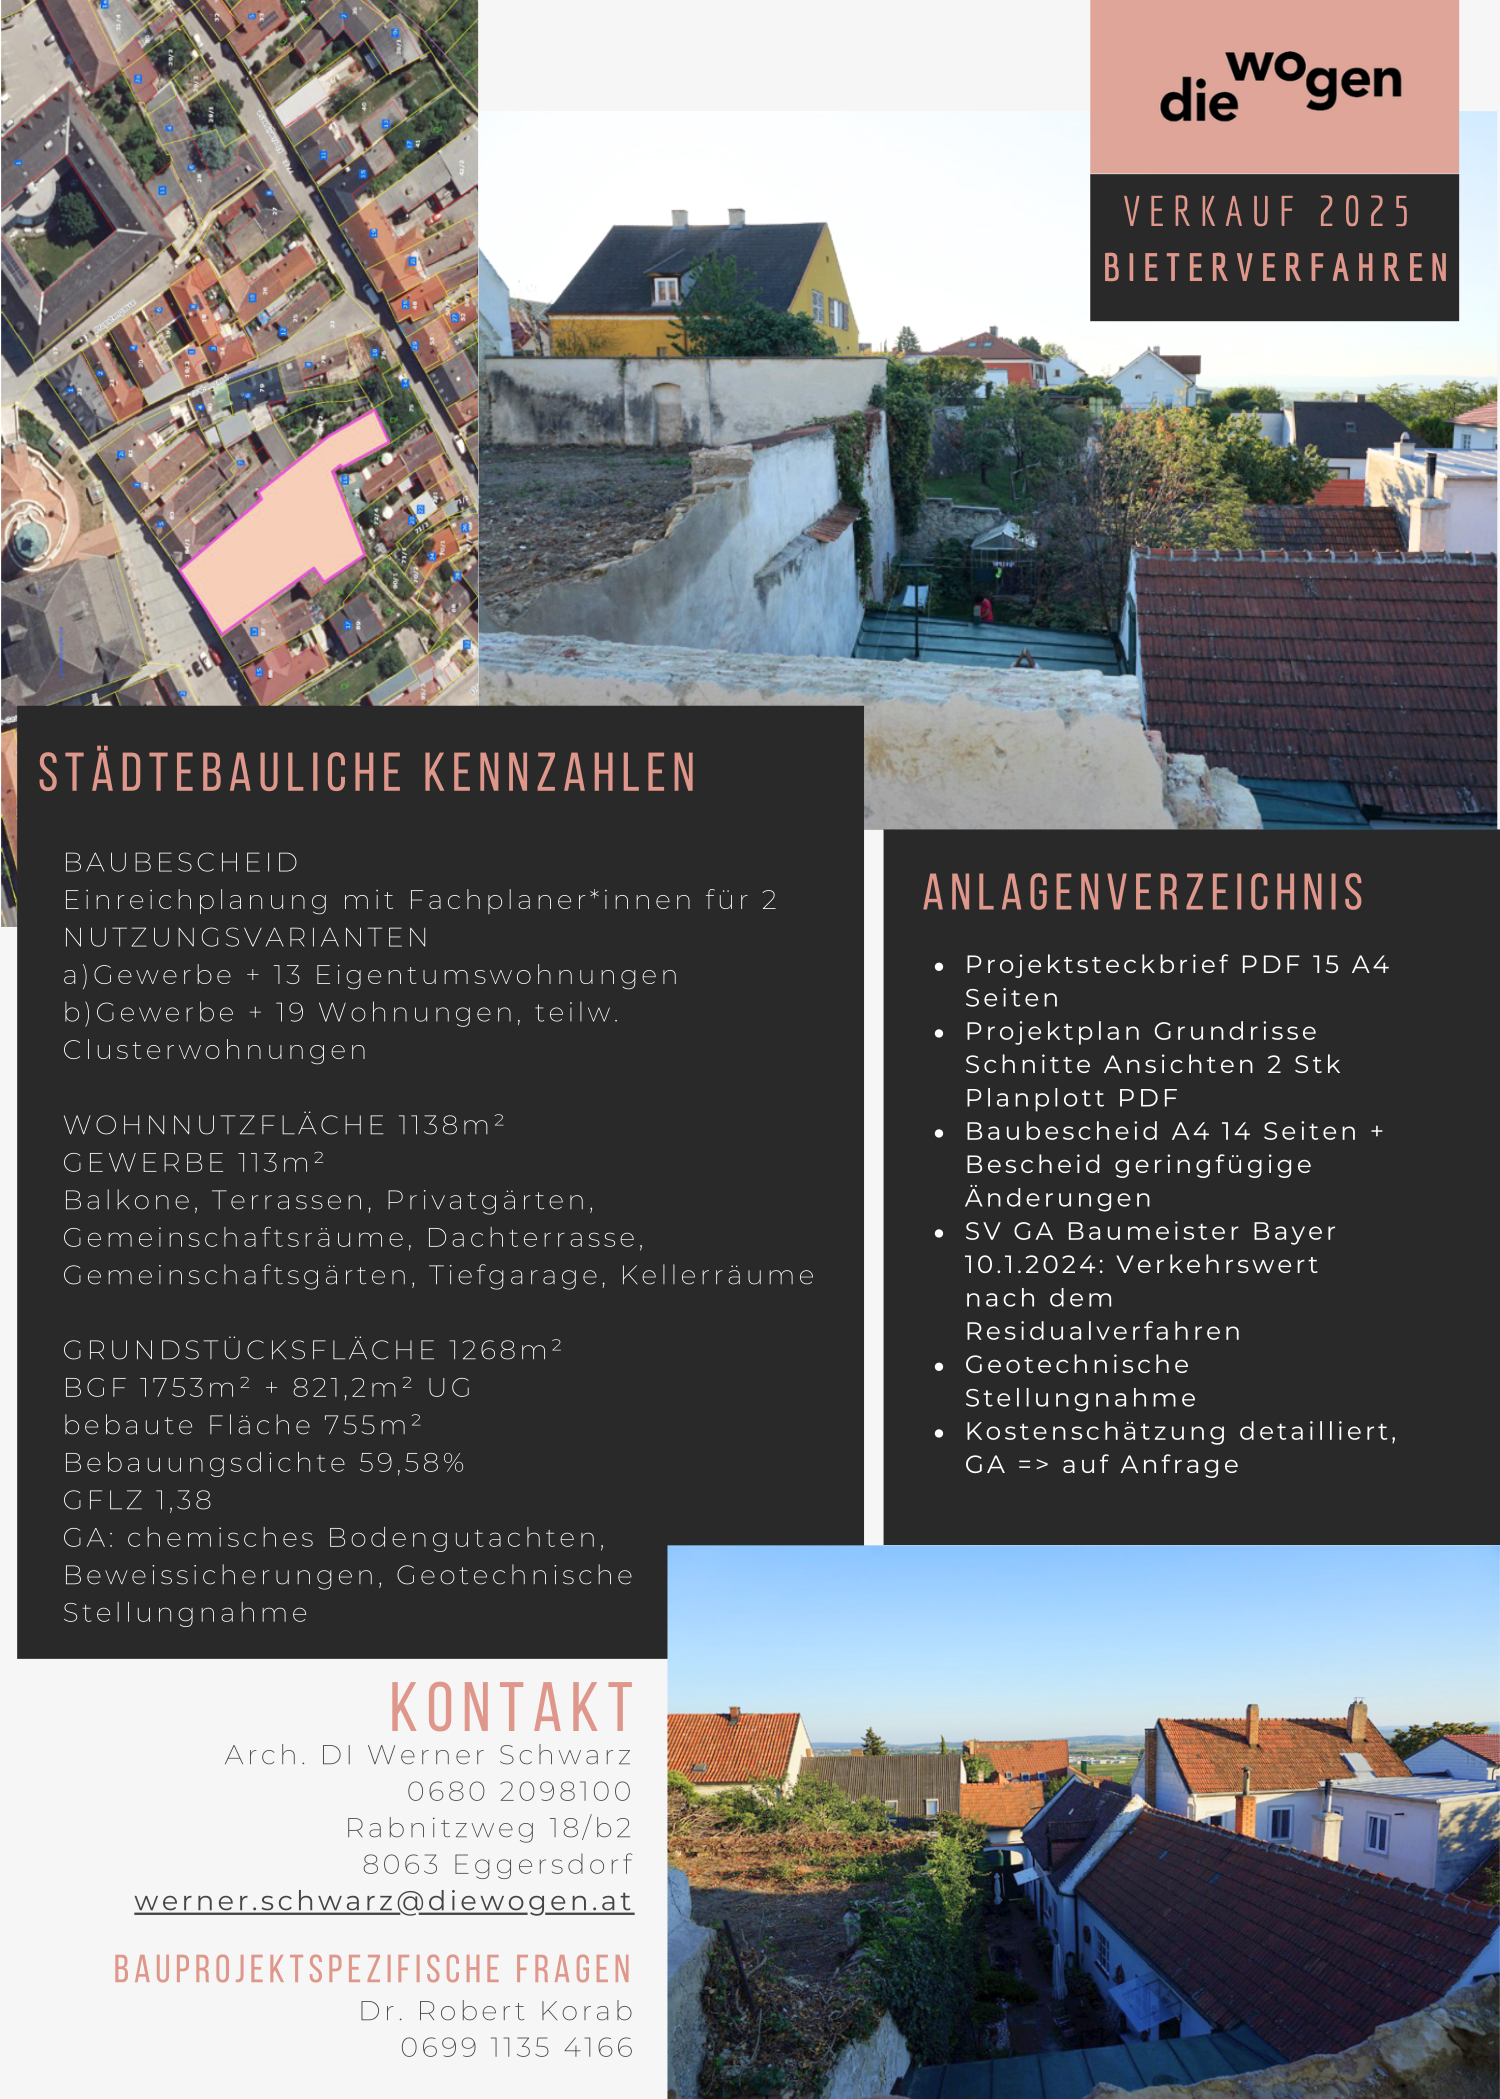 die wogen
VERKAUF 2025
BIETERVERFAHREN
STÄDTEBAULICHE KENNZAHLEN
BAUBESCHEID
Einreichplanung mit Fachplaner*innen für 2
NUTZUNGSVARIANTEN
a)Gewerbe + 13 Eigentumswohnungen
b)Gewerbe + 19 Wohnungen, teilw.
Clusterwohnungen
WOHNNUTZFLÄCHE 1138m²
GEWERBE 113m²
Balkone, Terrassen, Privatgärten,
Gemeinschaftsräume, Dachterrasse,
Gemeinschaftsgärten, Tiefgarage, Kellerräume
GRUNDSTÜCKSFLÄCHE 1268m²
BGF 1753m² + 821,2m² UG
bebaute Fläche 755m²
Bebauungsdichte 59,58%
GFLZ 1,38
GA: chemisches Bodengutachten,
Beweissicherungen, Geotechnische
Stellungnahme
ANLAGENVERZEICHNIS
• Projektsteckbrief PDF 15 A4
Seiten
• Projektplan Grundrisse
Schnitte Ansichten 2 Stk
Planplott PDF
• Baubescheid A4 14 Seiten +
Bescheid geringfügige
Änderungen
• SV GA Baumeister Bayer
10.1.2024: Verkehrswert
nach dem
Residualverfahren
• Geotechnische
Stellungnahme
• Kostenschätzung detailliert,
GA => auf Anfrage
KONTAKT
Arch. DI Werner Schwarz
0680 2098100
Rabnitzweg 18/b2
8063 Eggersdorf
werner.schwarz@diewogen.at
BAUPROJEKTSPEZIFISCHE FRAGEN
Dr. Robert Korab
0699 1135 4166